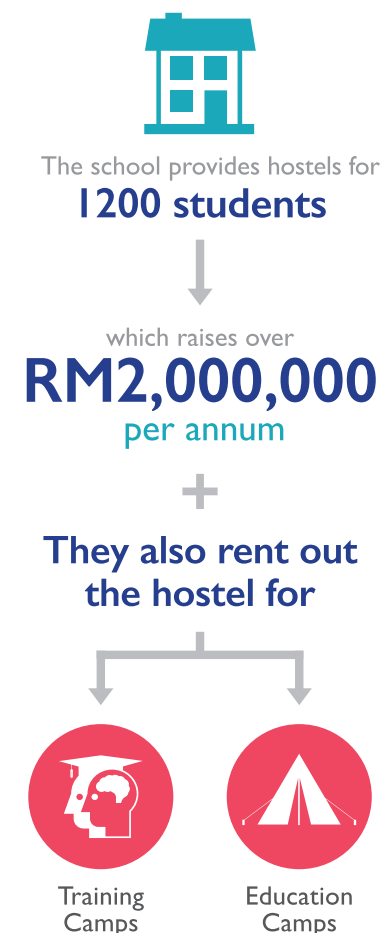 The school provides hostels for
1200 students
which raises over
RM2,000,000
per annum
+
They also rent out
the hostel for
Training
Camps
Education
Camps